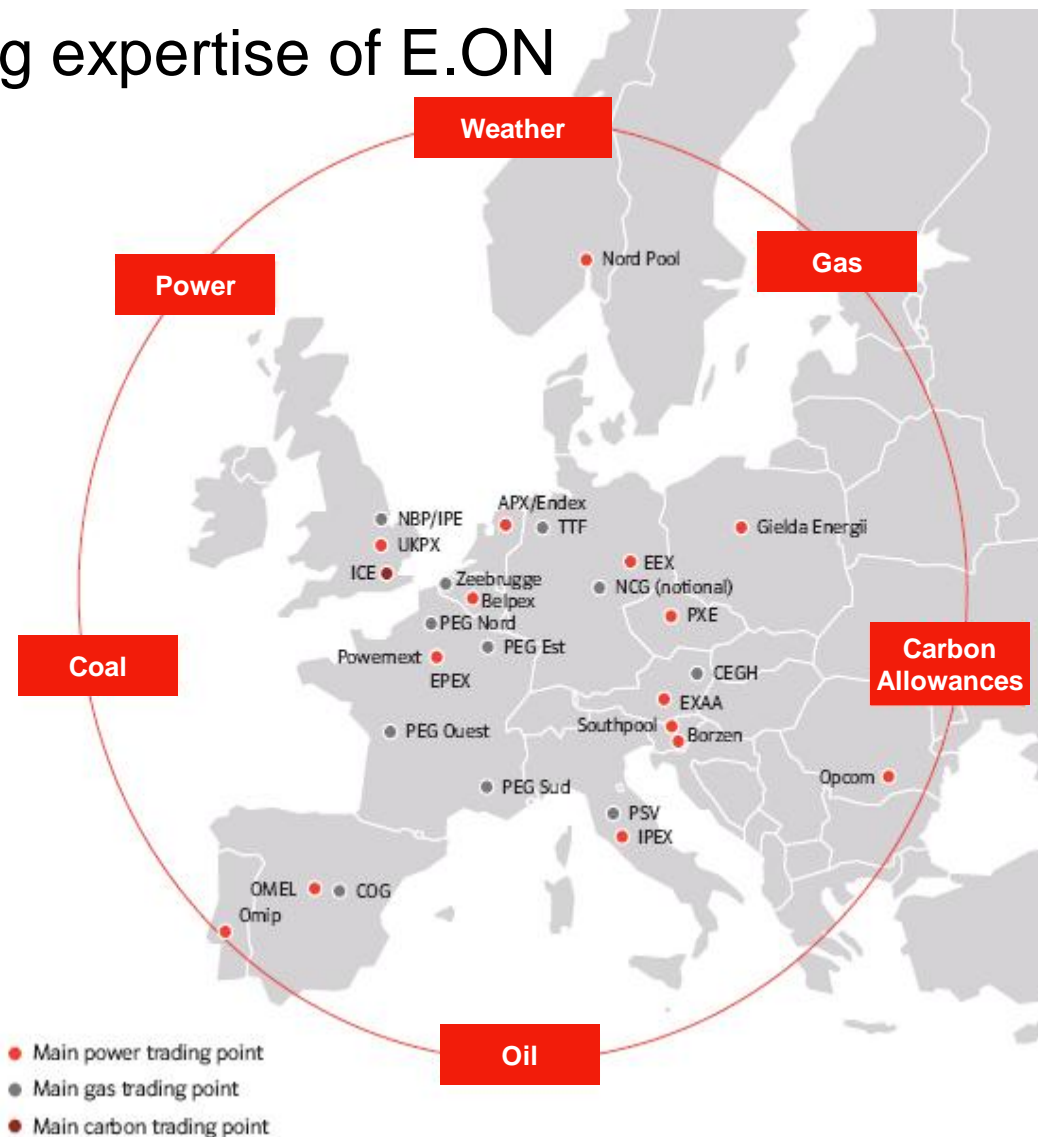 g expertise of E.ON
Weather
Gas
Power
Nord Pool
APX/Endex
NBP/IPE
TTF
Gielda Energii
UKPX
EEX
ICE
Zeebrugge
NCG (notional)
Belpex
PXE
PEG Nord
PEG Est
Powernext
EPEX
Coal
Carbon
Allowances
CEGH
EXAA
Southpool
Borzen
PEG Ouest
Opcom
PEG Sud
PSV
IPEX
OMEL
COG
Omip
Oil
Main power trading point
Main gas trading point
Main carbon trading point